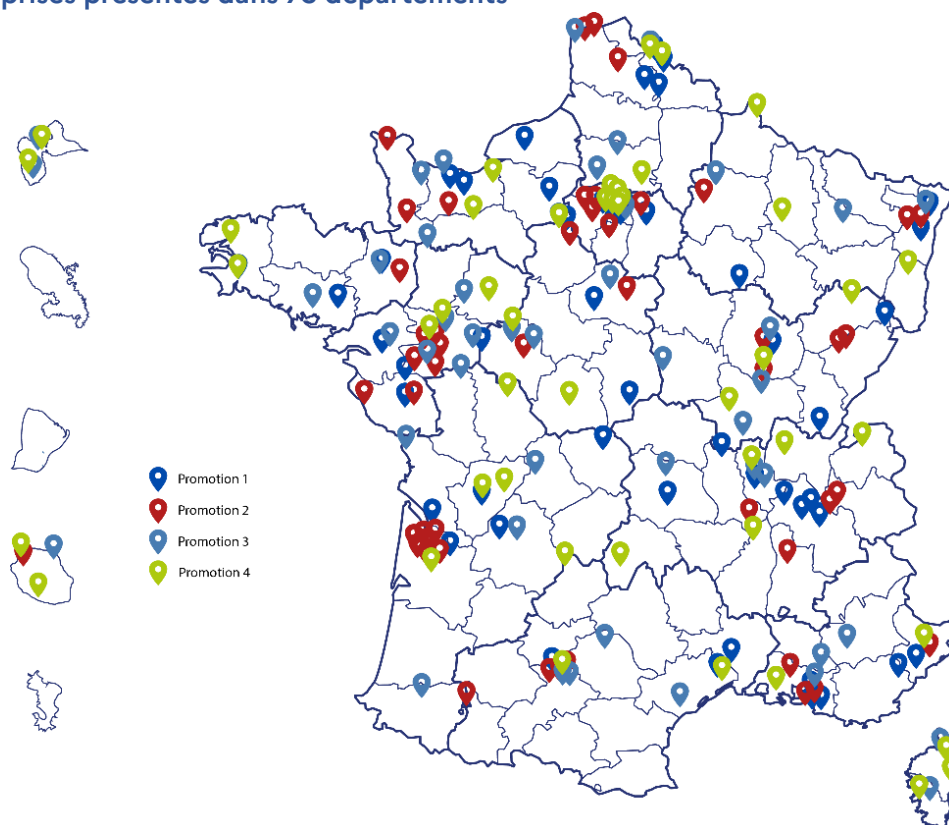 présentes dans
départements
Promotion 1
Promotion 2
Promotion 3
Promotion 4